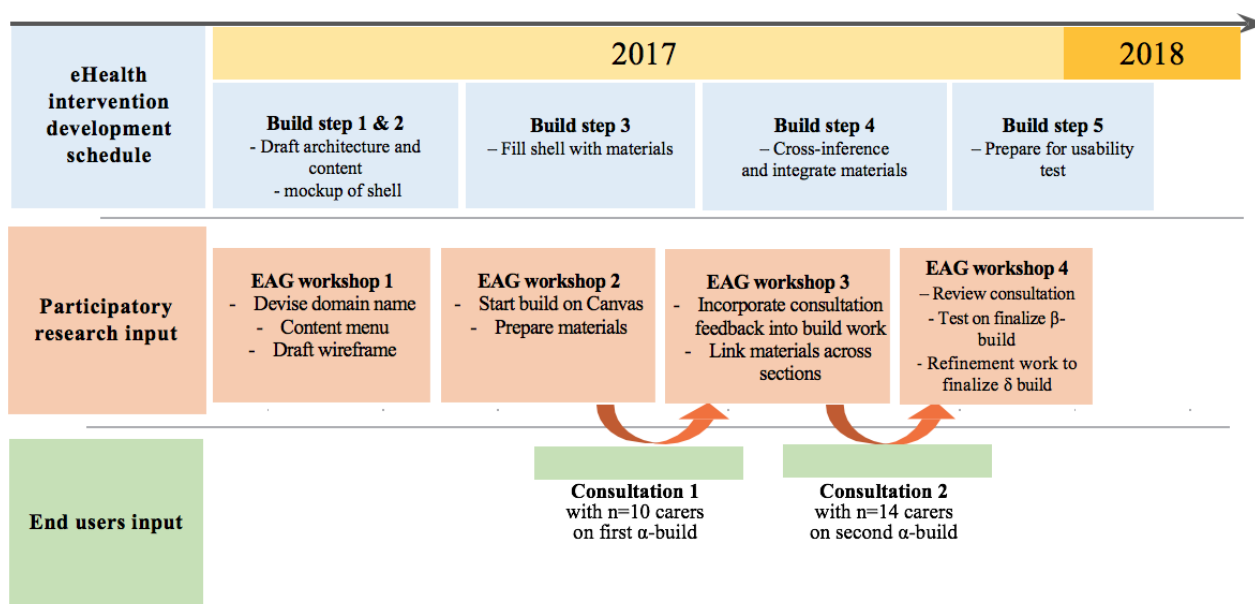 2017
2018
eHealth
intervention
development
schedule
Build step 1 & 2
- Draft architecture and
content
- mockup of shell
Build step 3
– Fill shell with materials
Build step 4
– Cross-inference
and integrate materials
Build step 5
– Prepare for usability
test
Participatory
research input
EAG workshop 1
- Devise domain name
- Content menu
- Draft wireframe
EAG workshop 2
- Start build on Canvas
- Prepare materials
EAG workshop 3
- Incorporate consultation
feedback into build work
- Link materials across
sections
EAG workshop 4
– Review consultation
- Test on finalize β-
build
- Refinement work to
finalize δ build
End users input
Consultation 1
with n=10 carers
on first α-build
Consultation 2
with n=14 carers
on second α-build